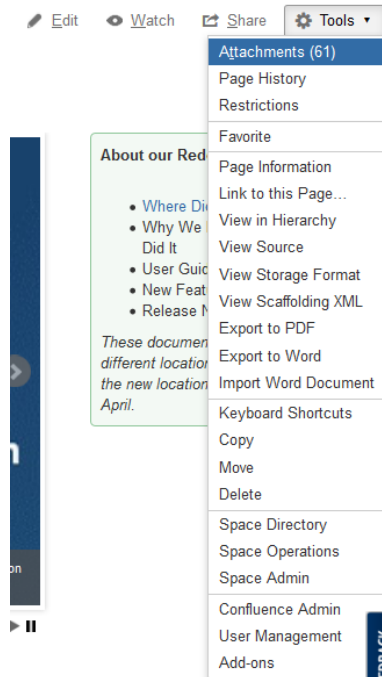 Edit Watch Share Tools
Attachments (61)
Page History
Restrictions
Favorite
Page Information
Link to this Page...
View in Hierarchy
View Source
View Storage Format
View Scaffolding XML
Export to PDF
Export to Word
Import Word Document
Keyboard Shortcuts
Copy
Move
Delete
Space Directory
Space Operations
Space Admin
Confluence Admin
User Management
Add-ons
About our Red
Where Di
Why We
Did It
User Guid
New Feat
Release N
These documen
different location
the new location
April.
n
on